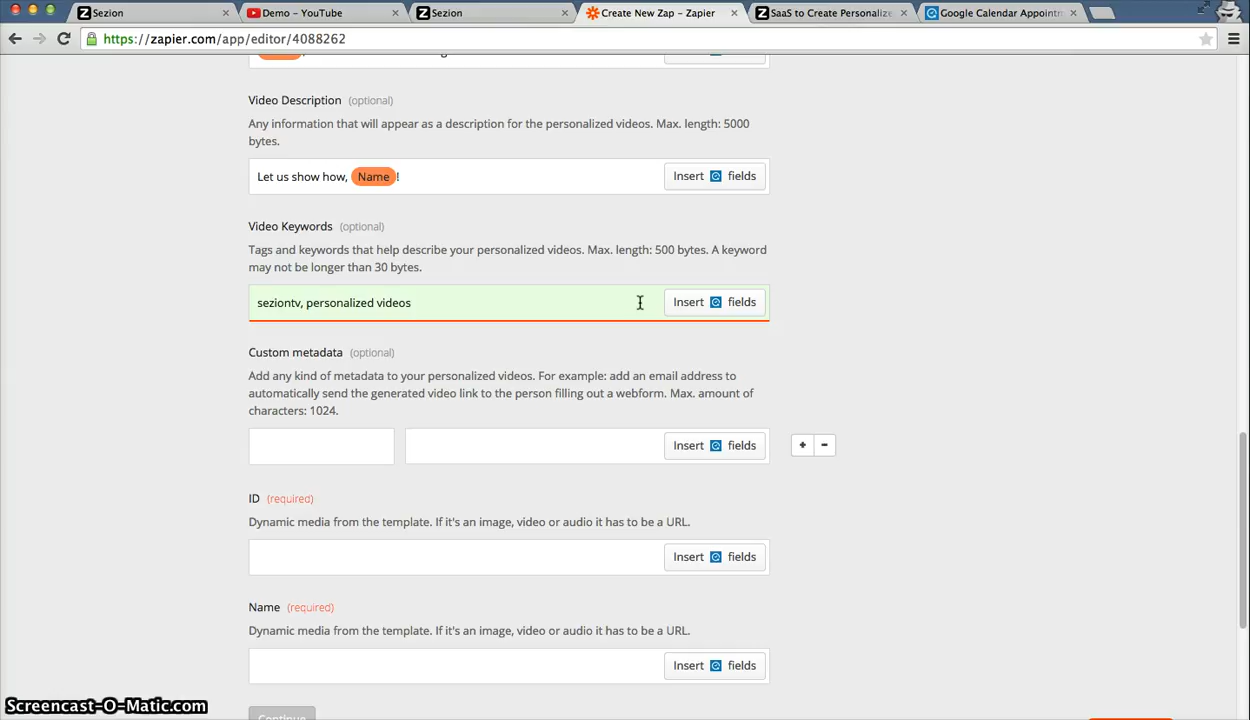 Sezion
Demo - YouTube
Sezion
Create New Zap - Zapier
SaaS to Create Personalize
Google Calendar Appointm
https://zapier.com/app/editor/4088262
Video Description (optional)
Any information that will appear as a description for the personalized videos. Max. length: 5000
bytes.
Let us show how, Name !
Insert fields
Video Keywords (optional)
Tags and keywords that help describe your personalized videos. Max. length: 500 bytes. A keyword
may not be longer than 30 bytes.
seziontv, personalized videos
Insert fields
Custom metadata (optional)
Add any kind of metadata to your personalized videos. For example: add an email address to
automatically send the generated video link to the person filling out a webform. Max. amount of
characters: 1024.
Insert fields
+ -
ID (required)
Dynamic media from the template. If it's an image, video or audio it has to be a URL.
Insert fields
Name (required)
Dynamic media from the template. If it's an image, video or audio it has to be a URL.
Insert fields
Continue
Screencast-O-Matic.com